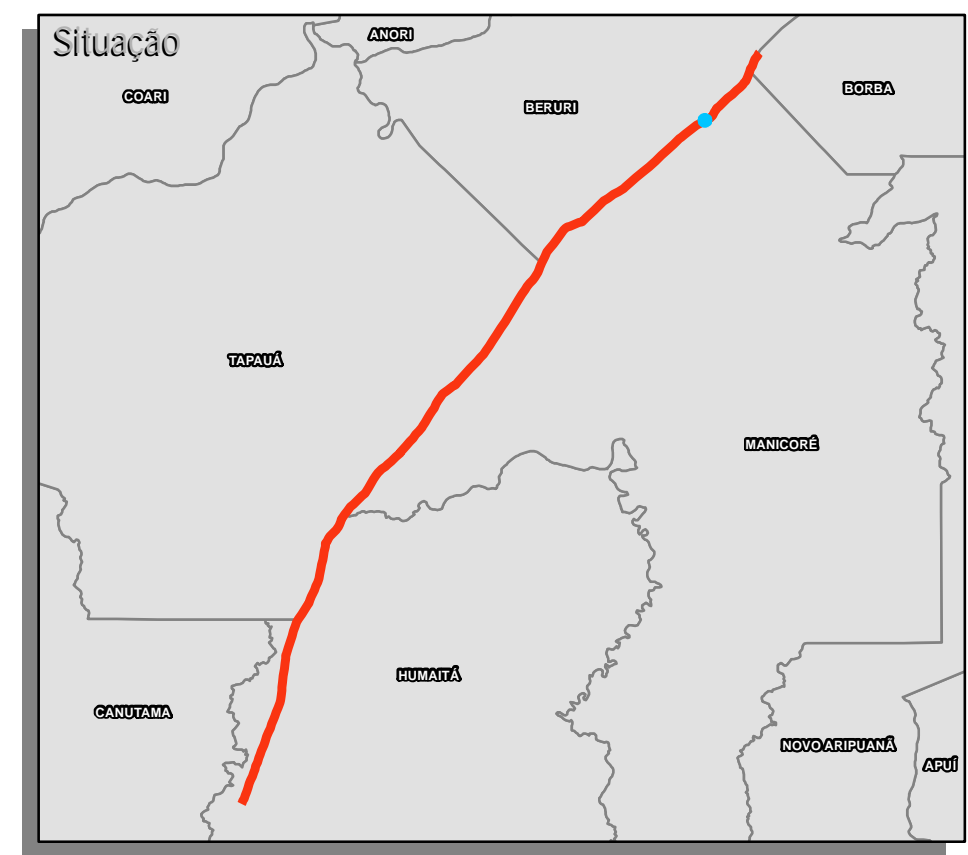 Situação
ANORI
COARI
BORBA
BERURI
TAPAUÁ
MANICORÉ
HUMAITÁ
CANUTAMA
NOVO ARIPUANÃ
APUÍ